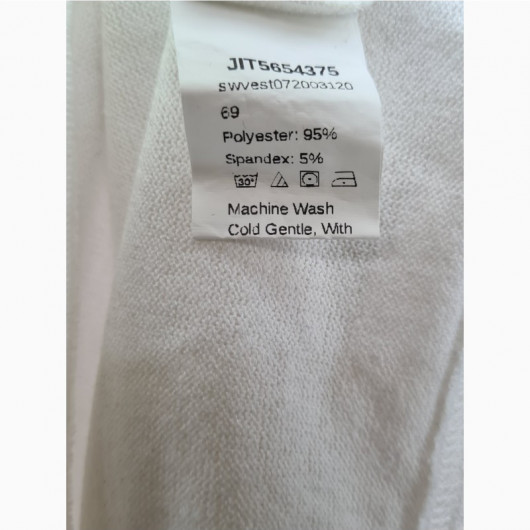 JIT5654375
swvest072003120
69
Polyester: 95%
Spandex: 5%
30°
Machine Wash
Cold Gentle, With